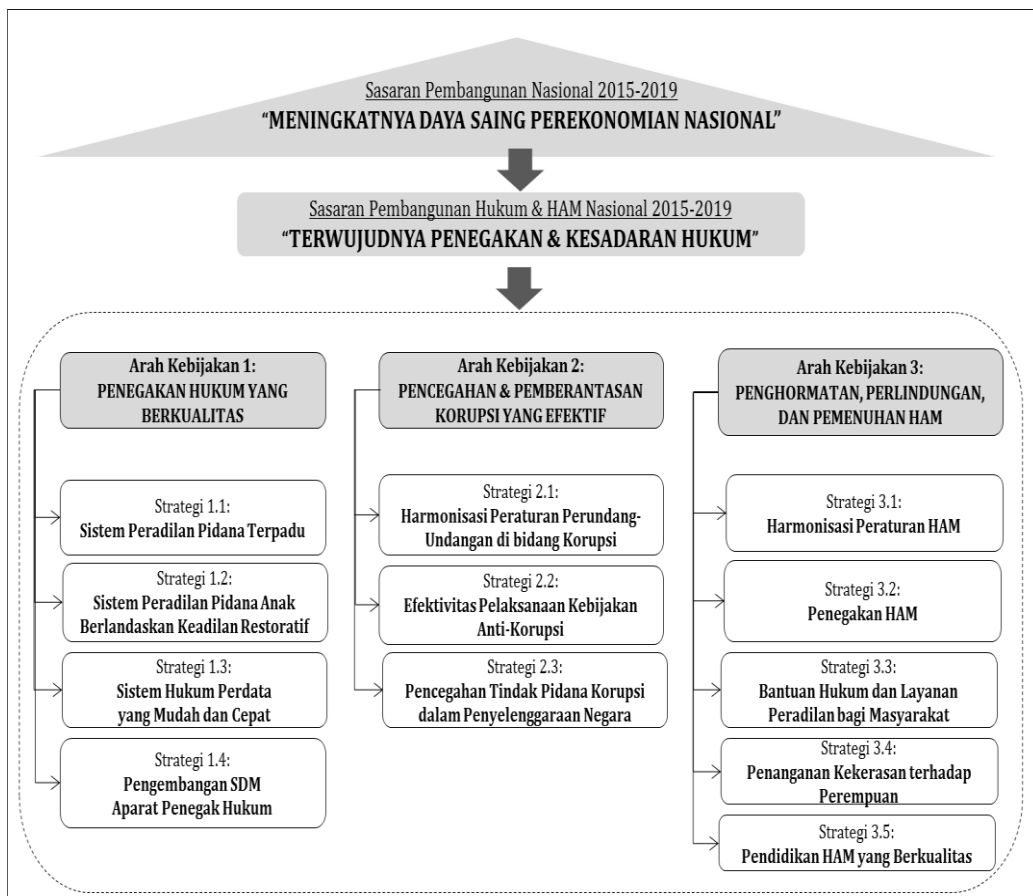 Sasaran Pembangunan Nasional 2015-2019
“MENINGKATNYA DAYA SAING PEREKONOMIAN NASIONAL”
Sasaran Pembangunan Hukum & HAM Nasional 2015-2019
“TERWUJUDNYA PENEGAKAN & KESADARAN HUKUM”
Arah Kebijakan 1:
PENEGAKAN HUKUM YANG
BERKUALITAS
Strategi 1.1:
Sistem Peradilan Pidana Terpadu
Strategi 1.2:
Sistem Peradilan Pidana Anak
Berlandaskan Keadilan Restoratif
Strategi 1.3:
Sistem Hukum Perdata
yang Mudah dan Cepat
Strategi 1.4:
Pengembangan SDM
Aparat Penegak Hukum
Arah Kebijakan 2:
PENCEGAHAN & PEMBERANTASAN
KORUPSI YANG EFEKTIF
Strategi 2.1:
Harmonisasi Peraturan Perundang-
Undangan di bidang Korupsi
Strategi 2.2:
Efektivitas Pelaksanaan Kebijakan
Anti-Korupsi
Strategi 2.3:
Pencegahan Tindak Pidana Korupsi
dalam Penyelenggaraan Negara
Arah Kebijakan 3:
PENGHORMATAN, PERLINDUNGAN,
DAN PEMENUHAN HAM
Strategi 3.1:
Harmonisasi Peraturan HAM
Strategi 3.2:
Penegakan HAM
Strategi 3.3:
Bantuan Hukum dan Layanan
Peradilan bagi Masyarakat
Strategi 3.4:
Penanganan Kekerasan terhadap
Perempuan
Strategi 3.5:
Pendidikan HAM yang Berkualitas